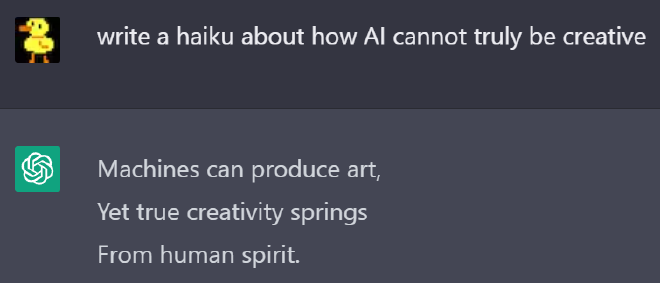 write a haiku about how AI cannot truly be creative
Machines can produce art,
Yet true creativity springs
From human spirit.